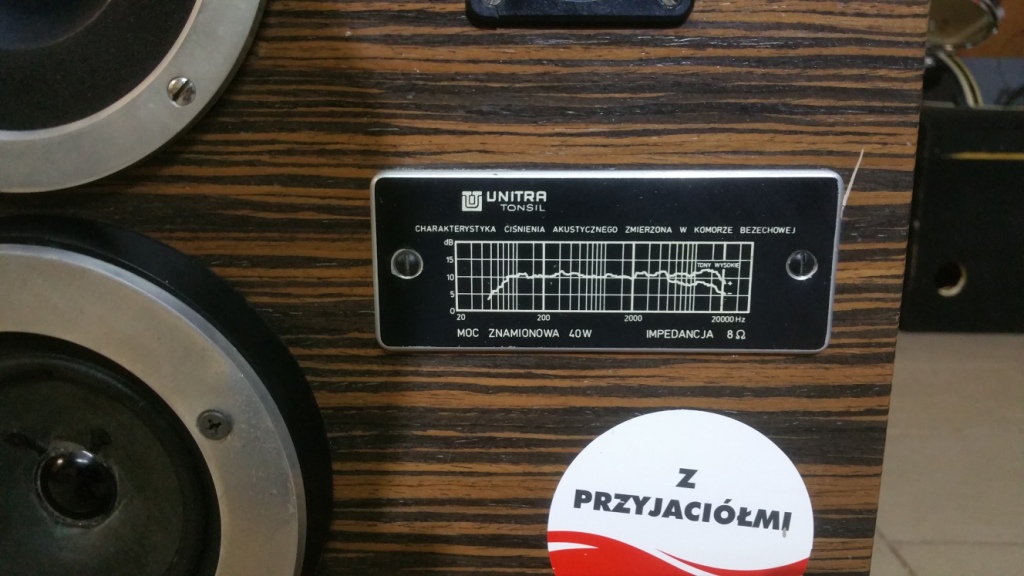 UNITRA
TONSIL
CHARAKTERYSTYKA CIŚNIENIA AKUSTYCZNEGO ZMIERZONA W KOMORZE BEZECHOWEJ
dB
15
10
5
0
TONY WYSOKIE
+
−
20 200 2000 20000 Hz
MOC ZNAMIONOWA 40W IMPEDANCJA 8Ω
Z
PRZYJACIÓŁMI